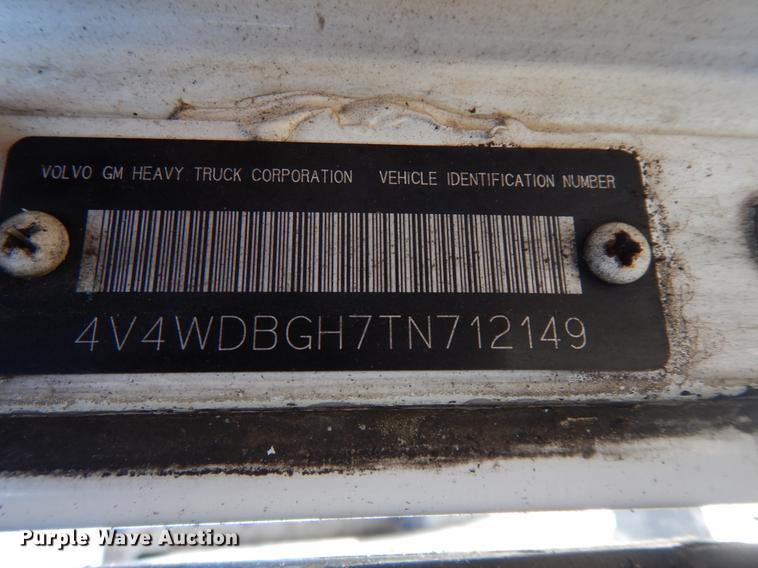 VOLVO GM HEAVY TRUCK CORPORATION VEHICLE IDENTIFICATION NUMBER
4V4WDBGH7TN712149
Purple Wave Auction